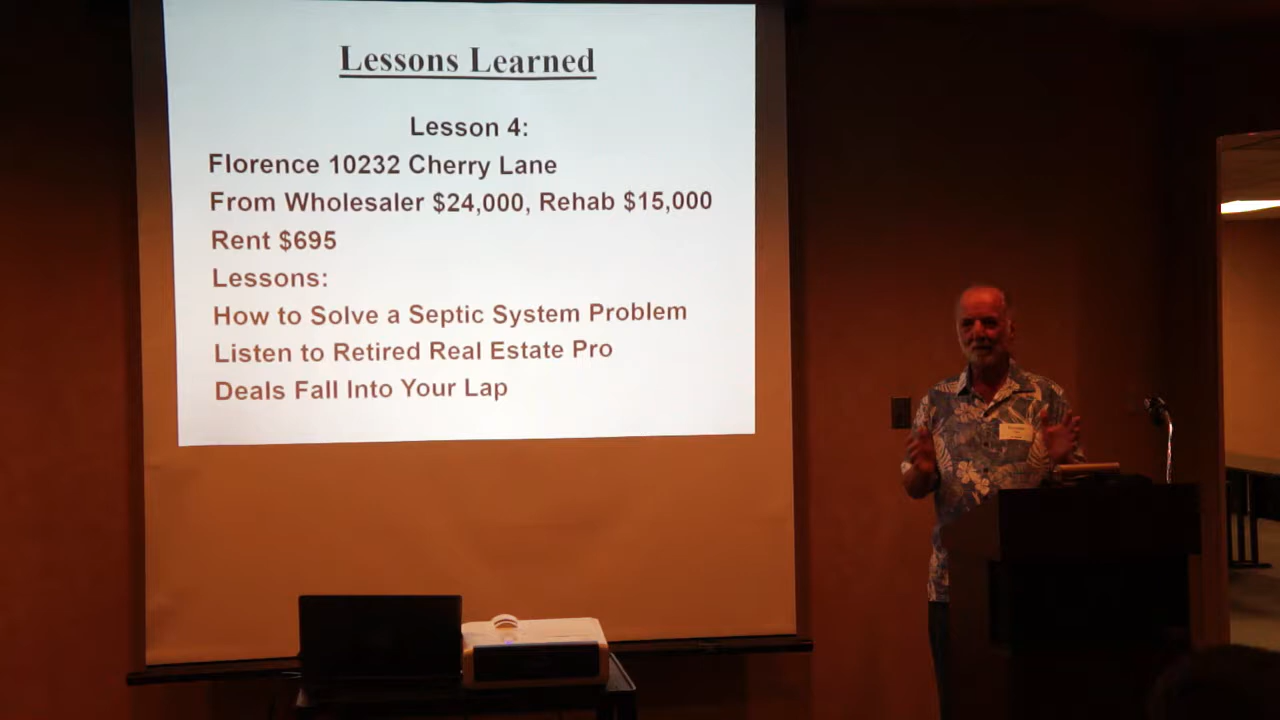 Lessons Learned
Lesson 4:
Florence 10232 Cherry Lane
From Wholesaler $24,000, Rehab $15,000
Rent $695
Lessons:
How to Solve a Septic System Problem
Listen to Retired Real Estate Pro
Deals Fall Into Your Lap